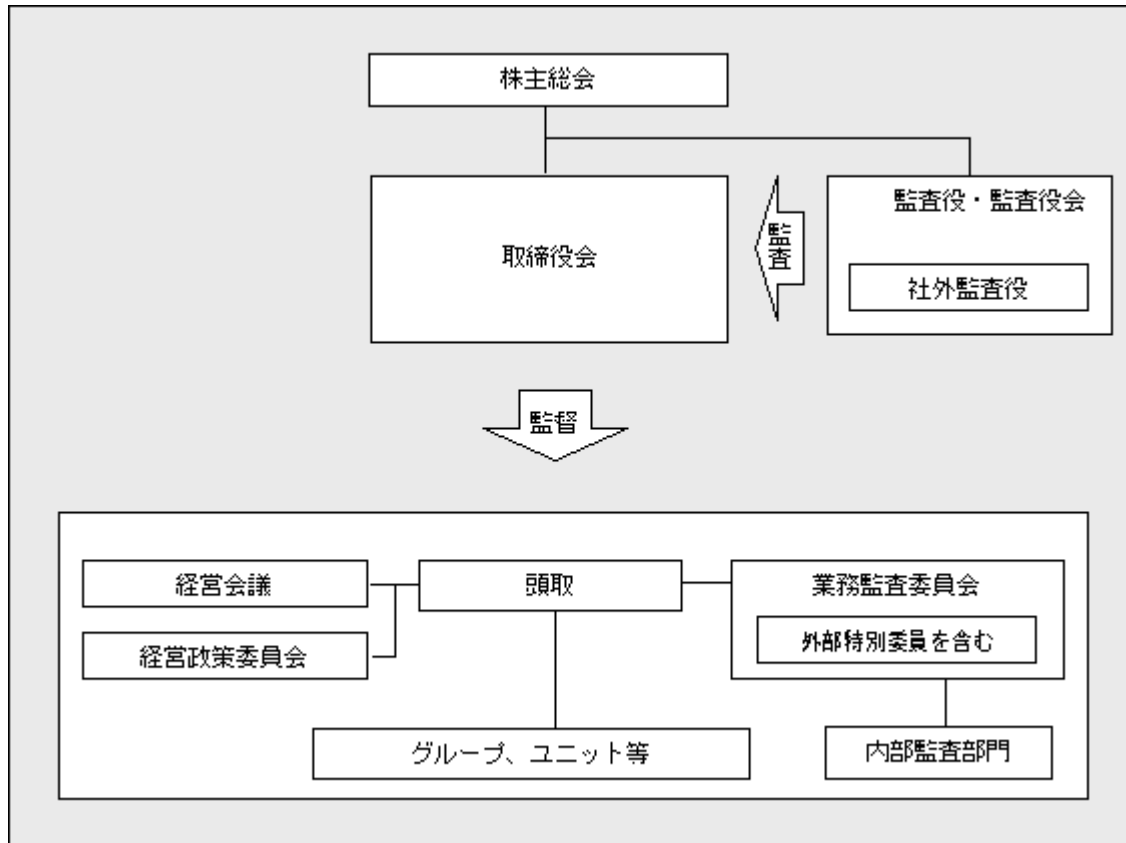 株主総会
取締役会
監査
監査役・監査役会
社外監査役
監督
経営会議
頭取
業務監査委員会
経営政策委員会
外部特別委員を含む
グループ、ユニット等
内部監査部門